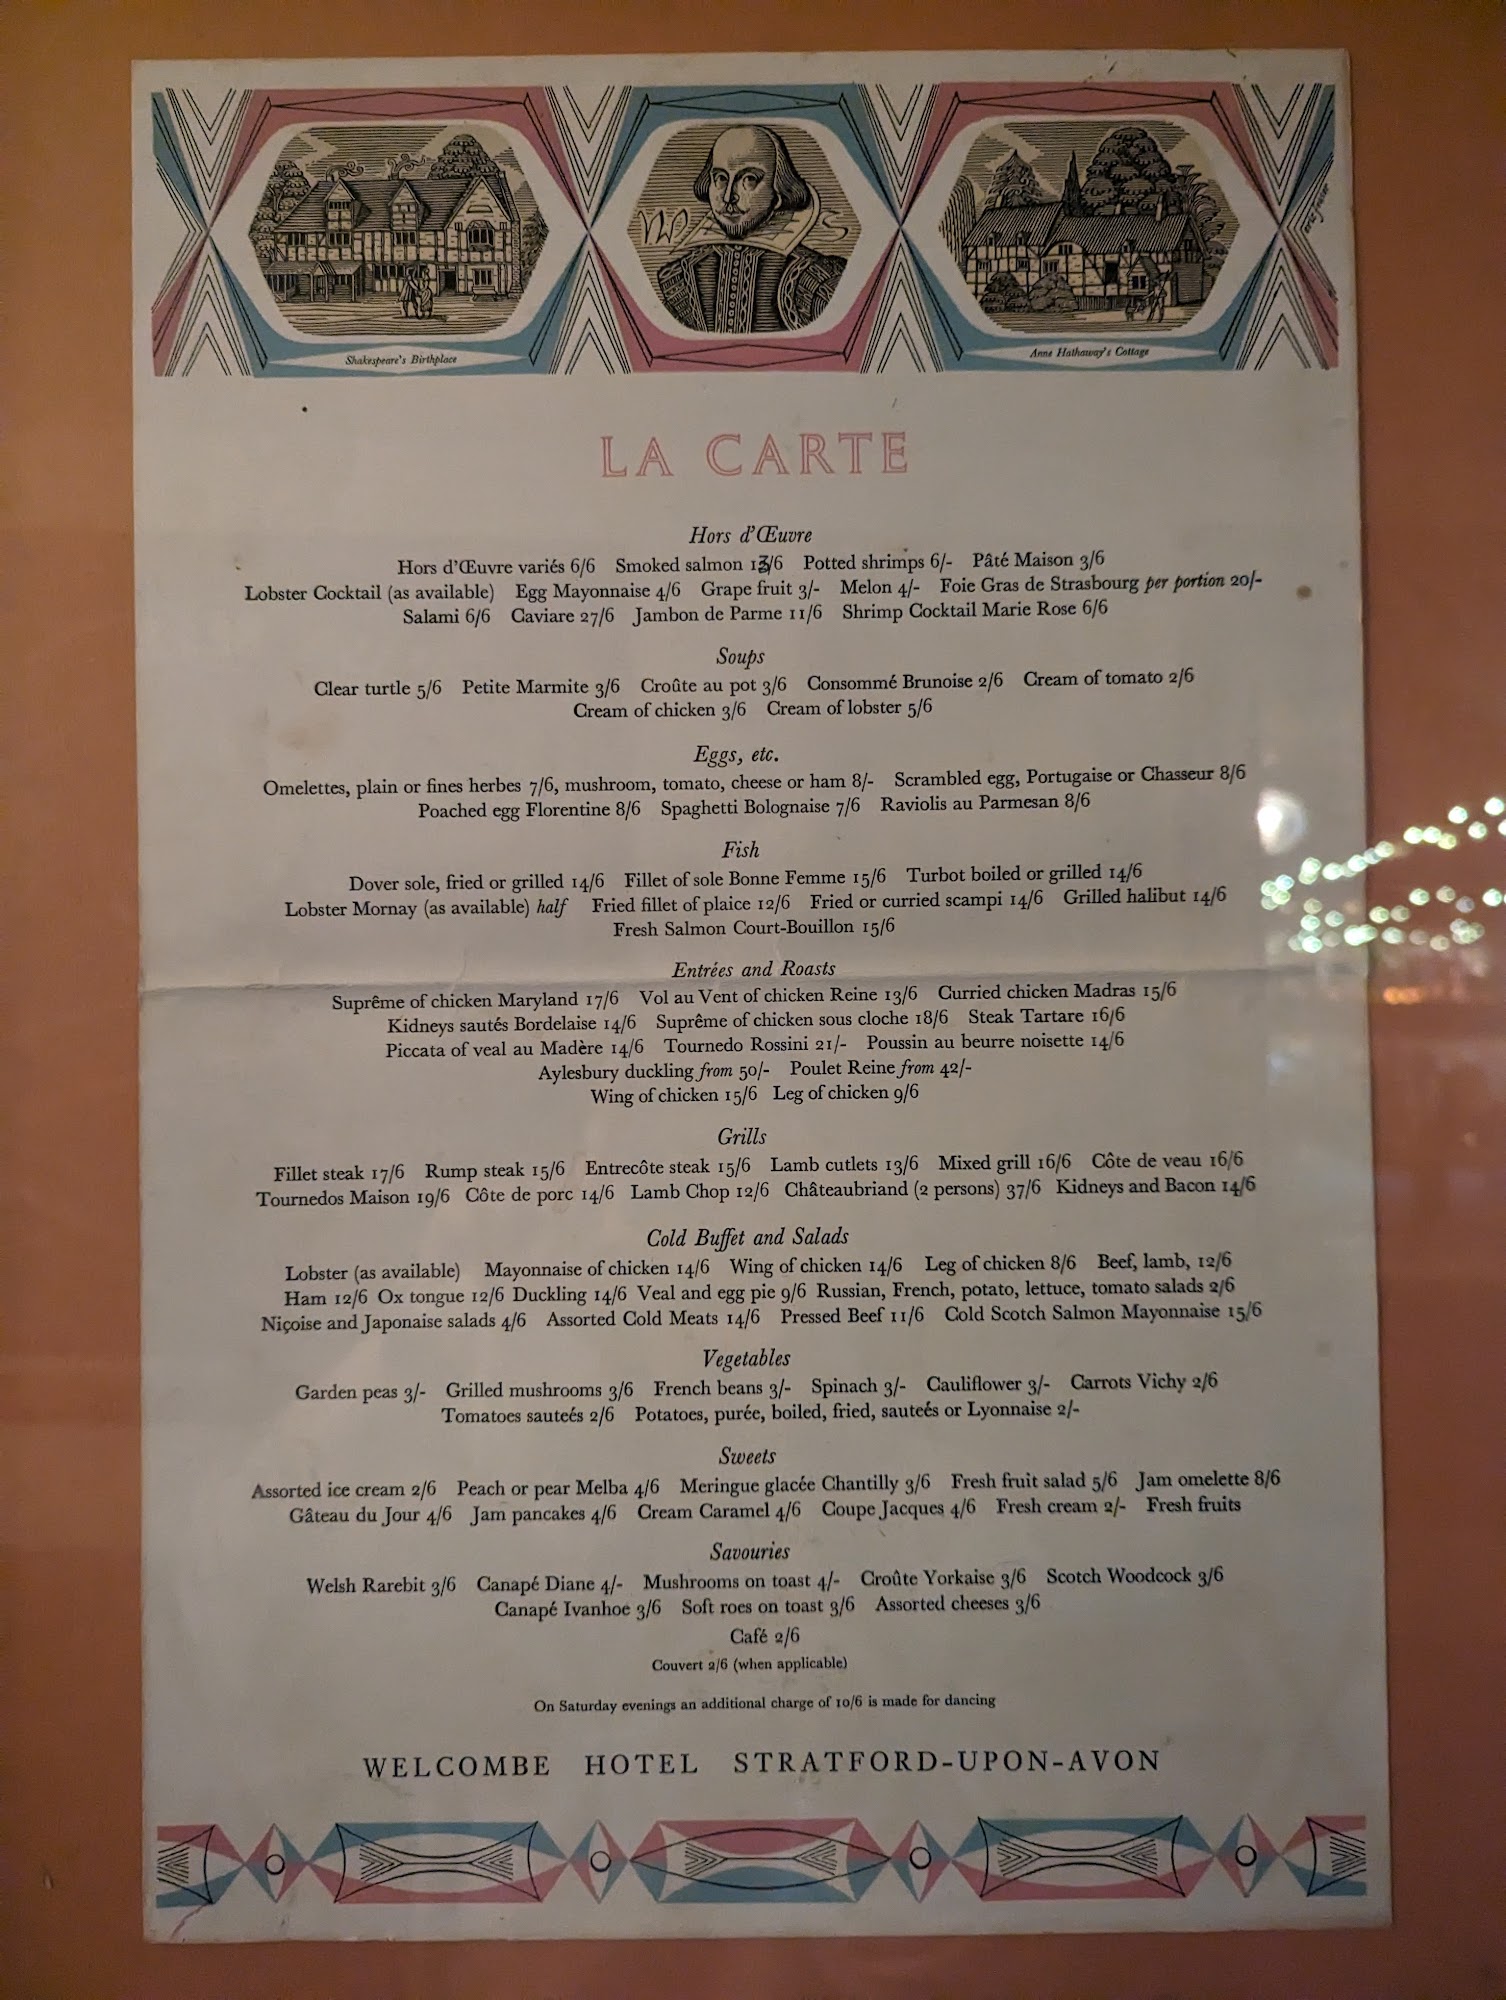 Shakespeare's Birthplace
Anne Hathaway's Cottage
LA CARTE
Hors d'Œuvre
Hors d'Œuvre variés 6/6 Smoked salmon 13/6 Potted shrimps 6/- Pâté Maison 3/6
Lobster Cocktail (as available) Egg Mayonnaise 4/6 Grape fruit 3/- Melon 4/- Foie Gras de Strasbourg per portion 20/-
Salami 6/6 Caviare 27/6 Jambon de Parme 11/6 Shrimp Cocktail Marie Rose 6/6
Soups
Clear turtle 5/6 Petite Marmite 3/6 Croûte au pot 3/6 Consommé Brunoise 2/6 Cream of tomato 2/6
Cream of chicken 3/6 Cream of lobster 5/6
Eggs, etc.
Omelettes, plain or fines herbes 7/6, mushroom, tomato, cheese or ham 8/- Scrambled egg, Portugaise or Chasseur 8/6
Poached egg Florentine 8/6 Spaghetti Bolognaise 7/6 Raviolis au Parmesan 8/6
Fish
Dover sole, fried or grilled 14/6 Fillet of sole Bonne Femme 15/6 Turbot boiled or grilled 14/6
Lobster Mornay (as available) half Fried fillet of plaice 12/6 Fried or curried scampi 14/6 Grilled halibut 14/6
Fresh Salmon Court-Bouillon 15/6
Entrées and Roasts
Suprême of chicken Maryland 17/6 Vol au Vent of chicken Reine 13/6 Curried chicken Madras 15/6
Kidneys sautés Bordelaise 14/6 Suprême of chicken sous cloche 18/6 Steak Tartare 16/6
Piccata of veal au Madère 14/6 Tournedo Rossini 21/- Poussin au beurre noisette 14/6
Aylesbury duckling from 50/- Poulet Reine from 42/-
Wing of chicken 15/6 Leg of chicken 9/6
Grills
Fillet steak 17/6 Rump steak 15/6 Entrecôte steak 15/6 Lamb cutlets 13/6 Mixed grill 16/6 Côte de veau 16/6
Tournedos Maison 19/6 Côte de porc 14/6 Lamb Chop 12/6 Châteaubriand (2 persons) 37/6 Kidneys and Bacon 14/6
Cold Buffet and Salads
Lobster (as available) Mayonnaise of chicken 14/6 Wing of chicken 14/6 Leg of chicken 8/6 Beef, lamb, 12/6
Ham 12/6 Ox tongue 12/6 Duckling 14/6 Veal and egg pie 9/6 Russian, French, potato, lettuce, tomato salads 2/6
Niçoise and Japonaise salads 4/6 Assorted Cold Meats 14/6 Pressed Beef 11/6 Cold Scotch Salmon Mayonnaise 15/6
Vegetables
Garden peas 3/- Grilled mushrooms 3/6 French beans 3/- Spinach 3/- Cauliflower 3/- Carrots Vichy 2/6
Tomatoes sauteés 2/6 Potatoes, purée, boiled, fried, sauteés or Lyonnaise 2/-
Sweets
Assorted ice cream 2/6 Peach or pear Melba 4/6 Meringue glacée Chantilly 3/6 Fresh fruit salad 5/6 Jam omelette 8/6
Gâteau du Jour 4/6 Jam pancakes 4/6 Cream Caramel 4/6 Coupe Jacques 4/6 Fresh cream 2/- Fresh fruits
Savouries
Welsh Rarebit 3/6 Canapé Diane 4/- Mushrooms on toast 4/- Croûte Yorkaise 3/6 Scotch Woodcock 3/6
Canapé Ivanhoe 3/6 Soft roes on toast 3/6 Assorted cheeses 3/6
Café 2/6
Couvert 2/6 (when applicable)
On Saturday evenings an additional charge of 10/6 is made for dancing
WELCOMBE HOTEL STRATFORD-UPON-AVON